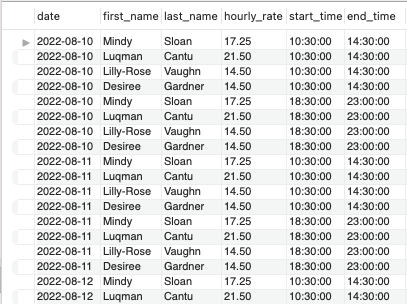 date first_name last_name hourly_rate start_time end_time
2022-08-10 Mindy Sloan 17.25 10:30:00 14:30:00
2022-08-10 Luqman Cantu 21.50 10:30:00 14:30:00
2022-08-10 Lilly-Rose Vaughn 14.50 10:30:00 14:30:00
2022-08-10 Desiree Gardner 14.50 10:30:00 14:30:00
2022-08-10 Mindy Sloan 17.25 18:30:00 23:00:00
2022-08-10 Luqman Cantu 21.50 18:30:00 23:00:00
2022-08-10 Lilly-Rose Vaughn 14.50 18:30:00 23:00:00
2022-08-10 Desiree Gardner 14.50 18:30:00 23:00:00
2022-08-11 Mindy Sloan 17.25 10:30:00 14:30:00
2022-08-11 Luqman Cantu 21.50 10:30:00 14:30:00
2022-08-11 Lilly-Rose Vaughn 14.50 10:30:00 14:30:00
2022-08-11 Desiree Gardner 14.50 10:30:00 14:30:00
2022-08-11 Mindy Sloan 17.25 18:30:00 23:00:00
2022-08-11 Luqman Cantu 21.50 18:30:00 23:00:00
2022-08-11 Lilly-Rose Vaughn 14.50 18:30:00 23:00:00
2022-08-11 Desiree Gardner 14.50 18:30:00 23:00:00
2022-08-12 Mindy Sloan 17.25 10:30:00 14:30:00
2022-08-12 Luqman Cantu 21.50 10:30:00 14:30:00